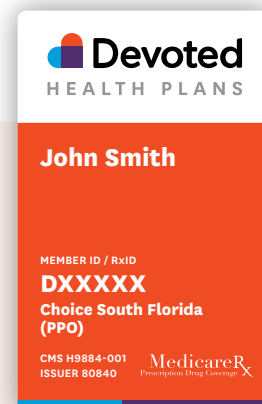 Devoted
HEALTH PLANS
John Smith
MEMBER ID / RxID
DXXXXX
Choice South Florida
(PPO)
CMS H9884-001
ISSUER 80840
MedicareRx
Prescription Drug Coverage